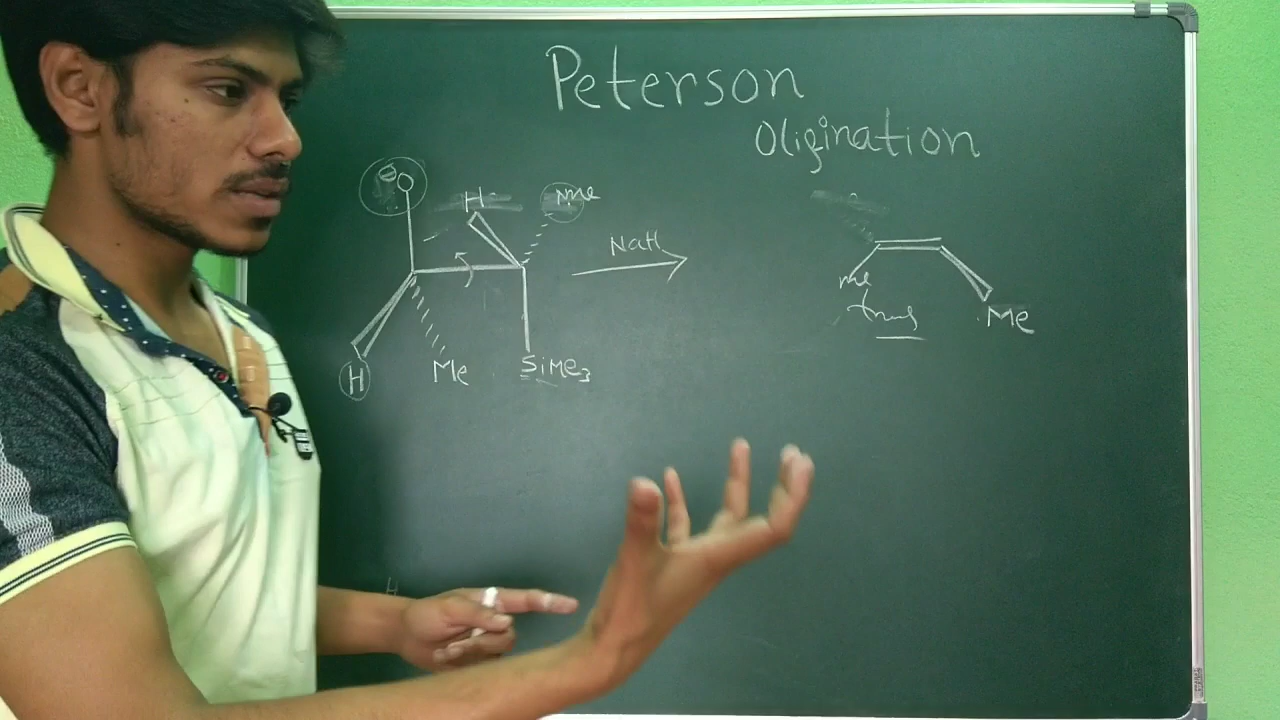 Peterson
Oligination
⊖O
H
Me
NaH
H
Me
SiMe3
me
trans
Me
H